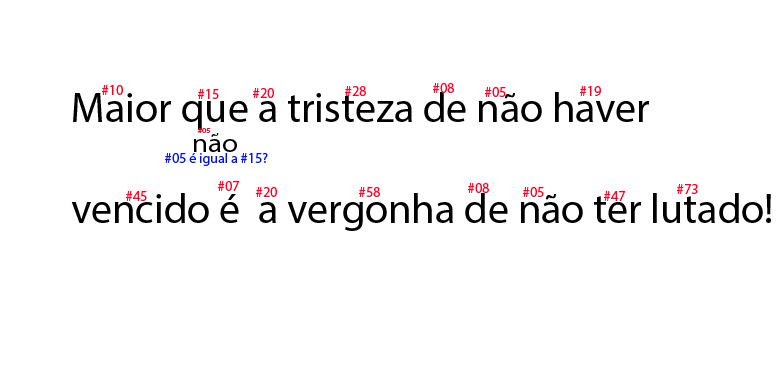 #10 #15 #20 #28 #08 #05 #19
Maior que a tristeza de não haver
#05
não
#05 é igual a #15?
#45 #07 #20 #58 #08 #05 #47 #73
vencido é a vergonha de não ter lutado!